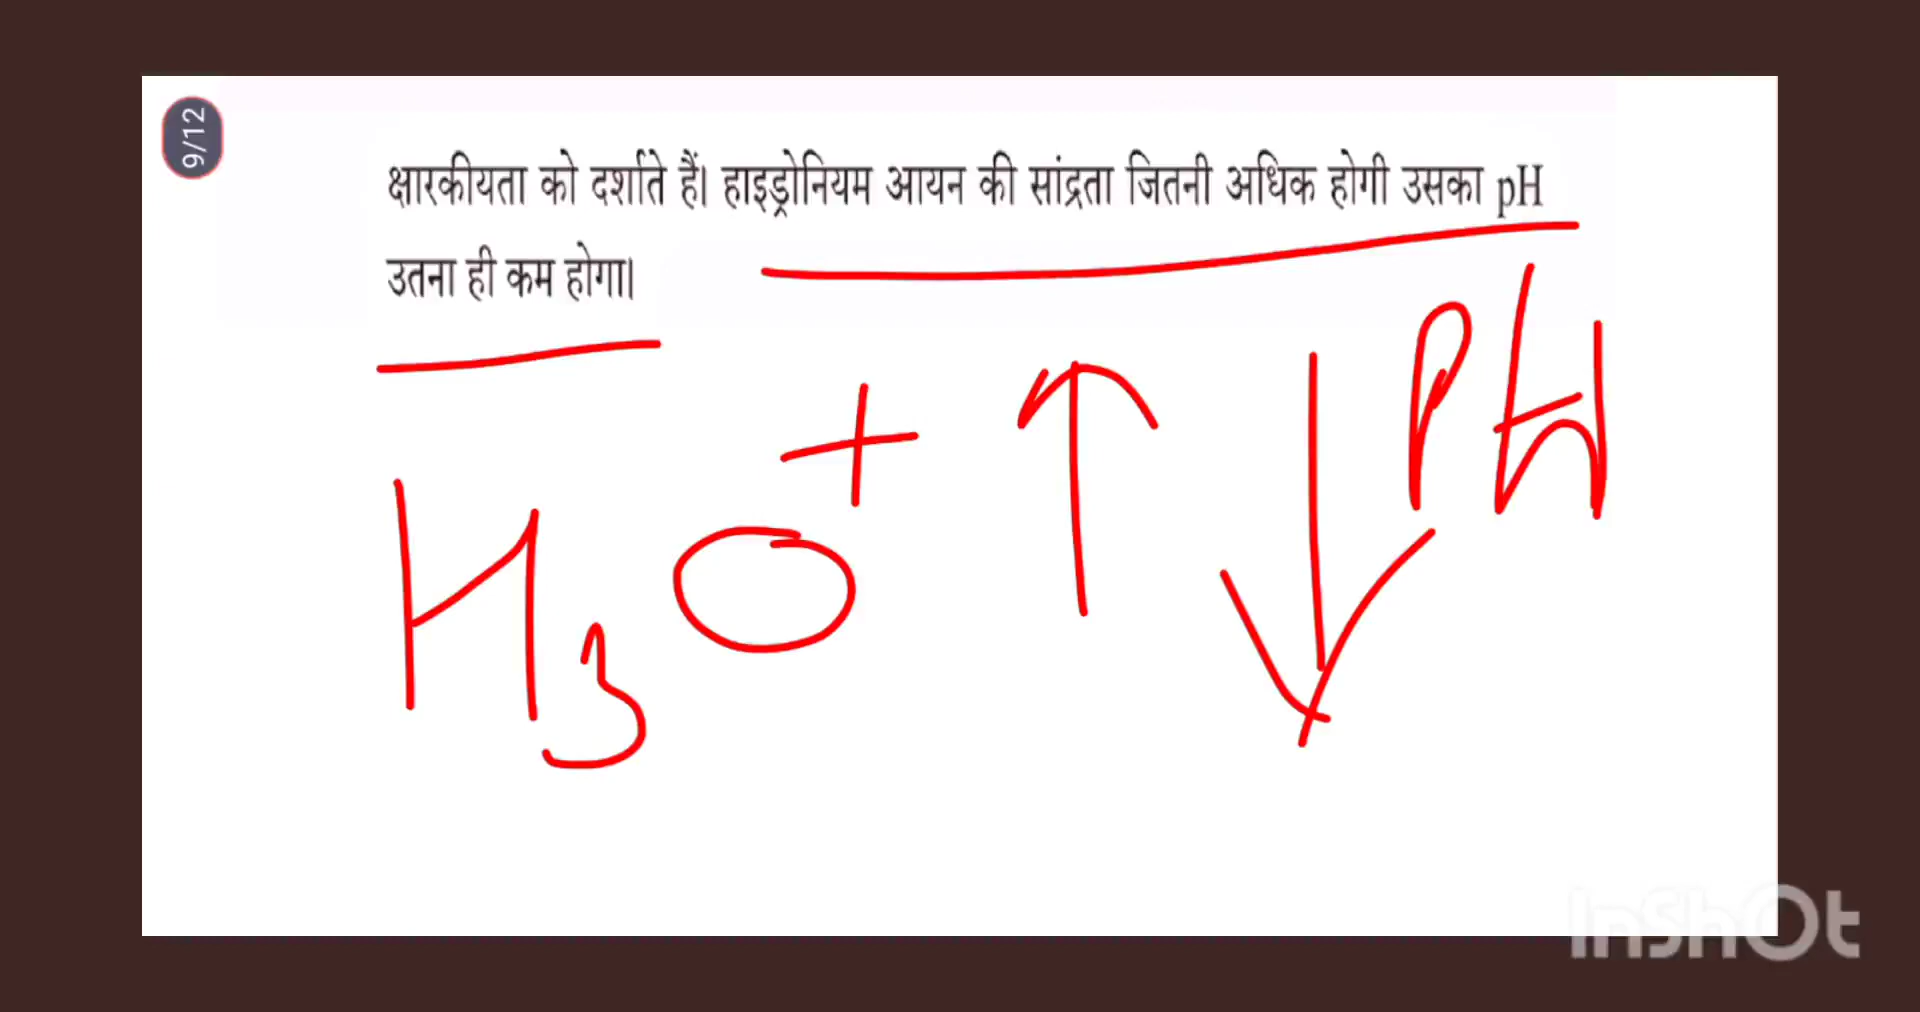 9/12
क्षारकीयता को दर्शाते हैं। हाइड्रोनियम आयन की सांद्रता जितनी अधिक होगी उसका pH
उतना ही कम होगा।
H₃O⁺ ↑ ↓ PH
InShOt